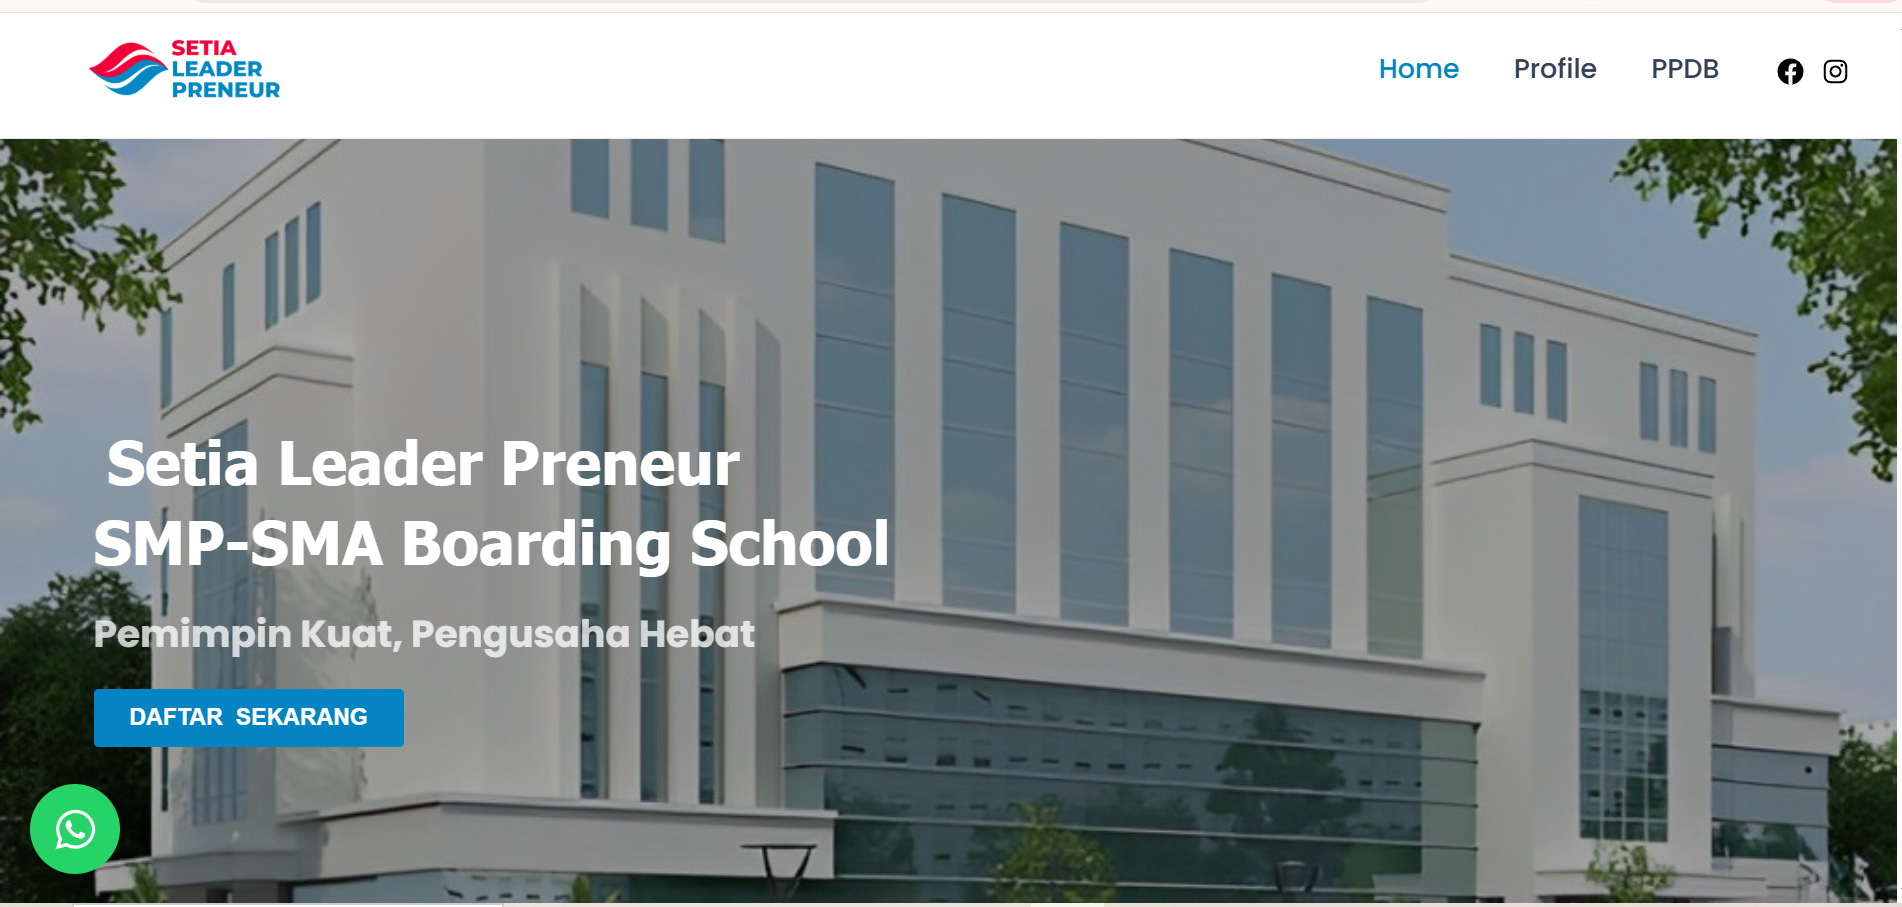 SETIA
LEADER
PRENEUR
Home Profile PPDB
Setia Leader Preneur
SMP-SMA Boarding School
Pemimpin Kuat, Pengusaha Hebat
DAFTAR SEKARANG